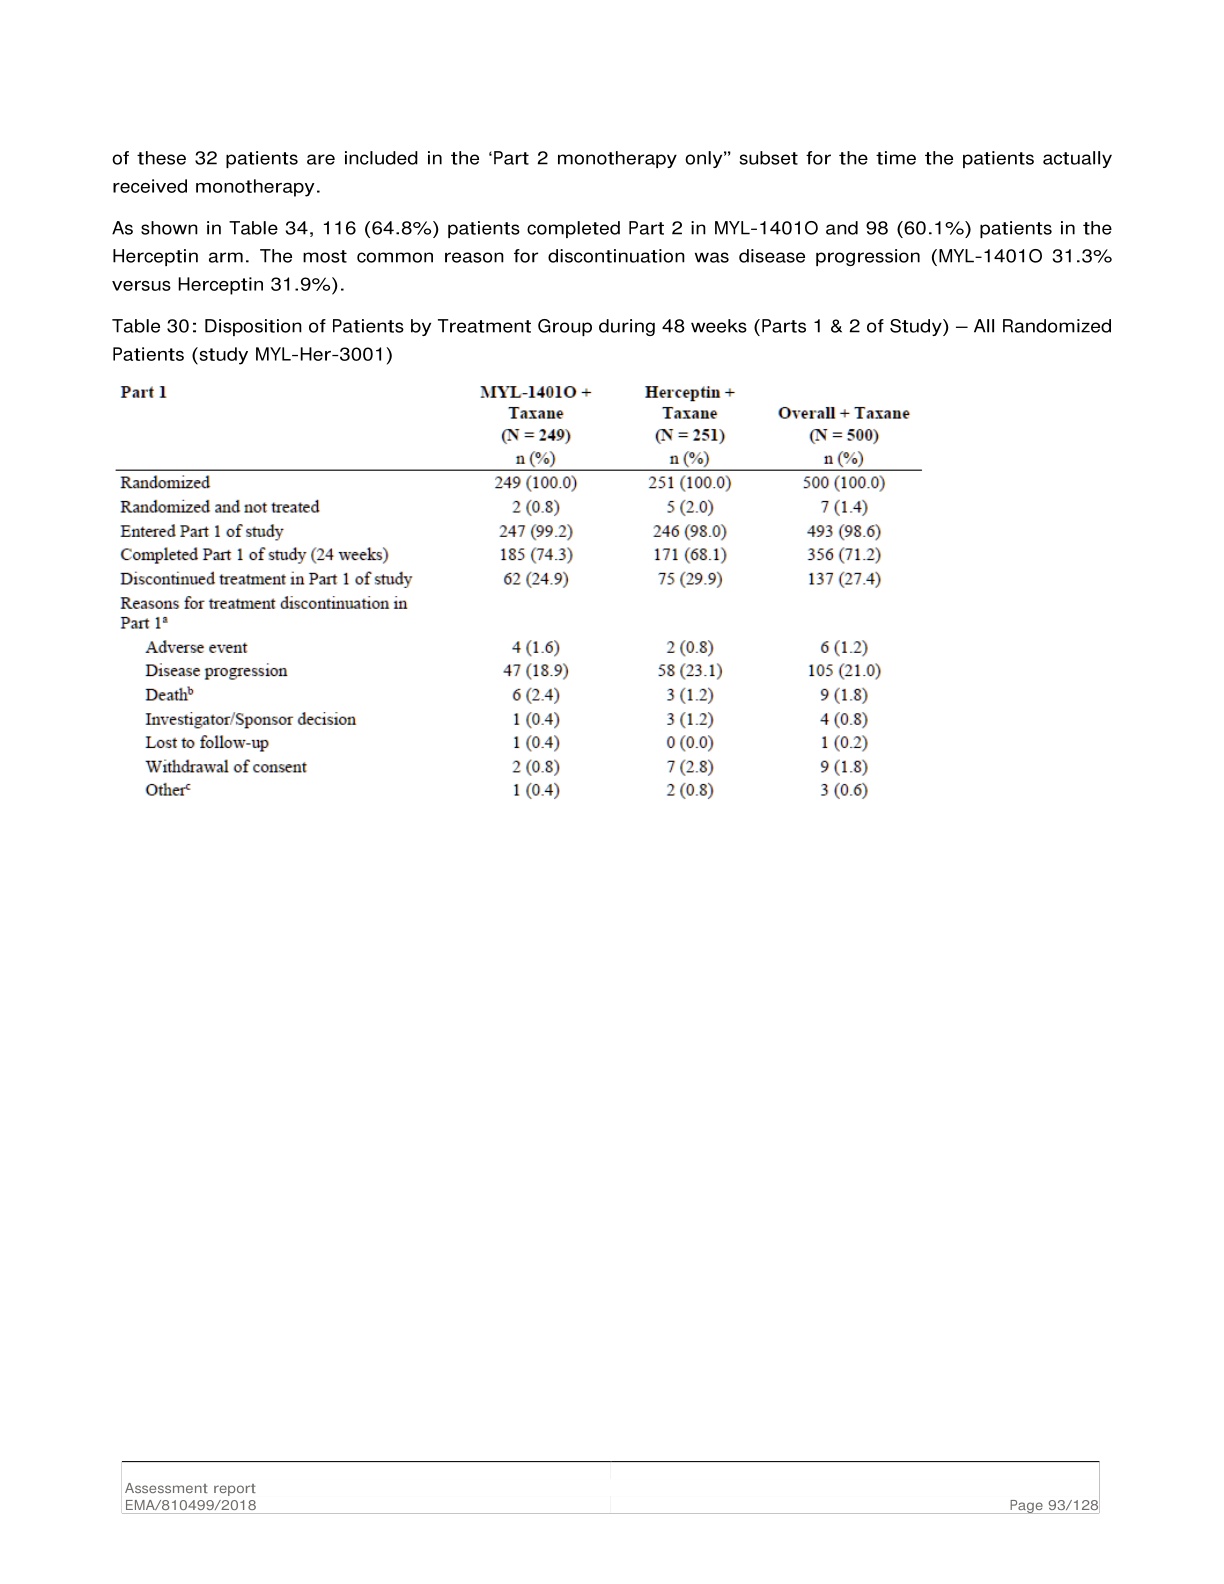 of these 32 patients are included in the ‘Part 2 monotherapy only” subset for the time the patients actually
received monotherapy.
As shown in Table 34, 116 (64.8%) patients completed Part 2 in MYL-1401O and 98 (60.1%) patients in the
Herceptin arm. The most common reason for discontinuation was disease progression (MYL-1401O 31.3%
versus Herceptin 31.9%).
Table 30: Disposition of Patients by Treatment Group during 48 weeks (Parts 1 & 2 of Study) – All Randomized
Patients (study MYL-Her-3001)
Part 1 MYL-1401O + Herceptin +
Taxane Taxane Overall + Taxane
(N = 249) (N = 251) (N = 500)
n (%) n (%) n (%)
Randomized 249 (100.0) 251 (100.0) 500 (100.0)
Randomized and not treated 2 (0.8) 5 (2.0) 7 (1.4)
Entered Part 1 of study 247 (99.2) 246 (98.0) 493 (98.6)
Completed Part 1 of study (24 weeks) 185 (74.3) 171 (68.1) 356 (71.2)
Discontinued treatment in Part 1 of study 62 (24.9) 75 (29.9) 137 (27.4)
Reasons for treatment discontinuation in
Part 1ᵃ
Adverse event 4 (1.6) 2 (0.8) 6 (1.2)
Disease progression 47 (18.9) 58 (23.1) 105 (21.0)
Deathᵇ 6 (2.4) 3 (1.2) 9 (1.8)
Investigator/Sponsor decision 1 (0.4) 3 (1.2) 4 (0.8)
Lost to follow-up 1 (0.4) 0 (0.0) 1 (0.2)
Withdrawal of consent 2 (0.8) 7 (2.8) 9 (1.8)
Otherᶜ 1 (0.4) 2 (0.8) 3 (0.6)
Assessment report
EMA/810499/2018 Page 93/128